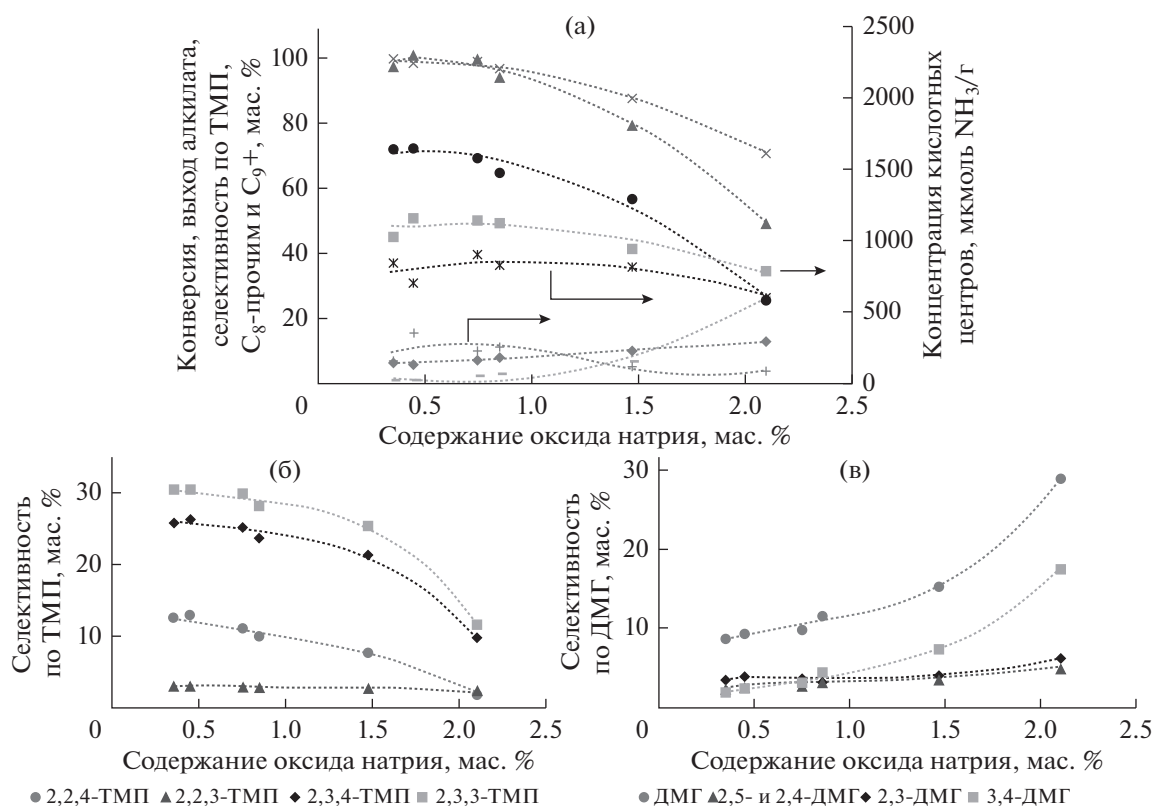 (а)
Конверсия, выход алкилата,
селективность по ТМП,
C₈-прочим и C₉+, мас. %
100
80
60
40
20
0
0.5
1.0
1.5
2.0
2.5
Содержание оксида натрия, мас. %
2500
2000
1500
1000
500
0
Концентрация кислотных
центров, мкмоль NH₃/г
(б)
Селективность
по ТМП, мас. %
30
20
10
0
0.5
1.0
1.5
2.0
2.5
Содержание оксида натрия, мас. %
2,2,4-ТМП 2,2,3-ТМП 2,3,4-ТМП 2,3,3-ТМП
(в)
Селективность
по ДМГ, мас. %
30
20
10
0
0.5
1.0
1.5
2.0
2.5
Содержание оксида натрия, мас. %
ДМГ 2,5- и 2,4-ДМГ 2,3-ДМГ 3,4-ДМГ